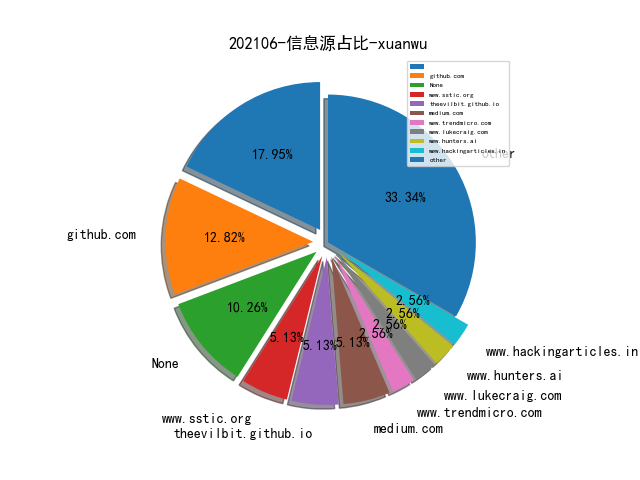 202106-信息源占比-xuanwu
github.com
None
www.sstic.org
theevilbit.github.io
medium.com
www.trendmicro.com
www.lukecraig.com
www.hunters.ai
www.hackingarticles.in
other
other
17.95%
33.34%
12.82%
10.26%
5.13%
5.13%
5.13%
2.56%
2.56%
2.56%
2.56%
github.com
None
www.sstic.org
theevilbit.github.io
medium.com
www.trendmicro.com
www.lukecraig.com
www.hunters.ai
www.hackingarticles.in